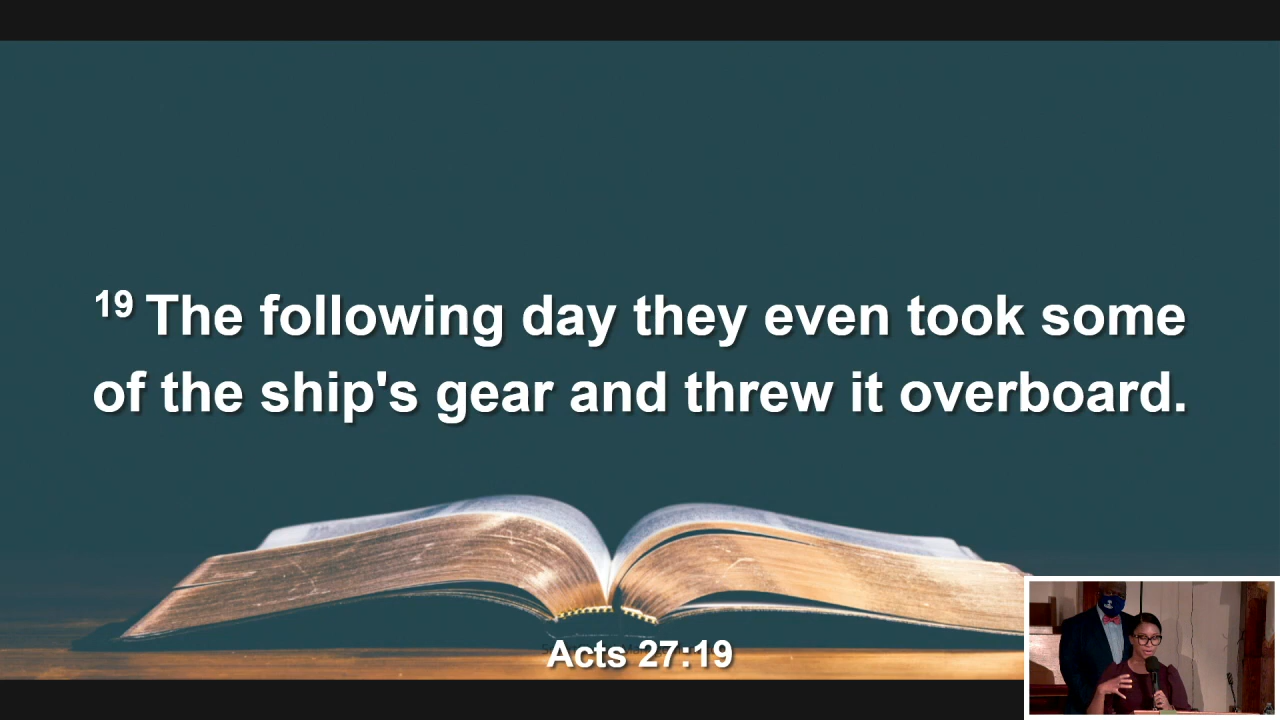 19 The following day they even took some
of the ship's gear and threw it overboard.
Acts 27:19